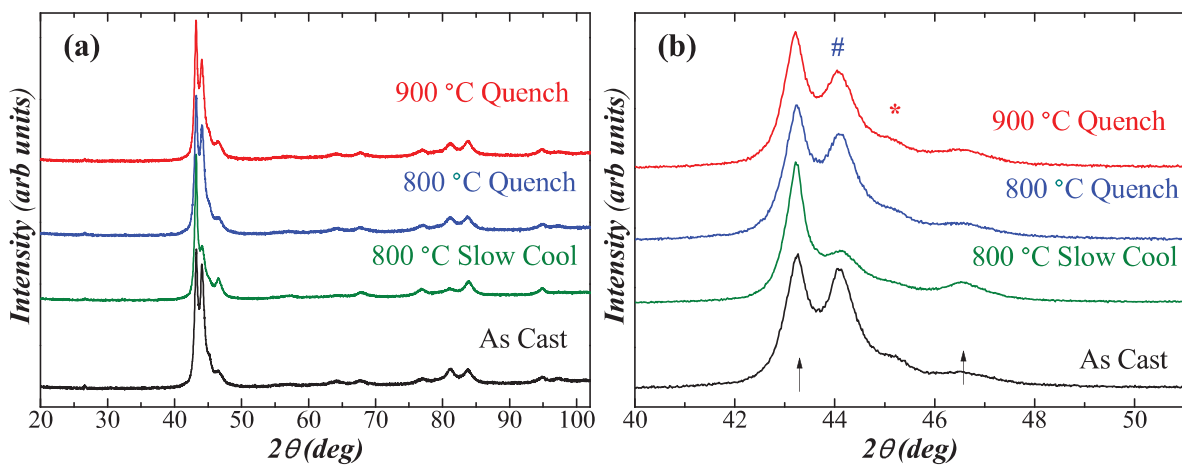 (a)
900 °C Quench
800 °C Quench
800 °C Slow Cool
As Cast
Intensity (arb units)
20 30 40 50 60 70 80 90 100
2θ (deg)
(b)
#
*
900 °C Quench
800 °C Quench
800 °C Slow Cool
As Cast
Intensity (arb units)
40 42 44 46 48 50
2θ (deg)